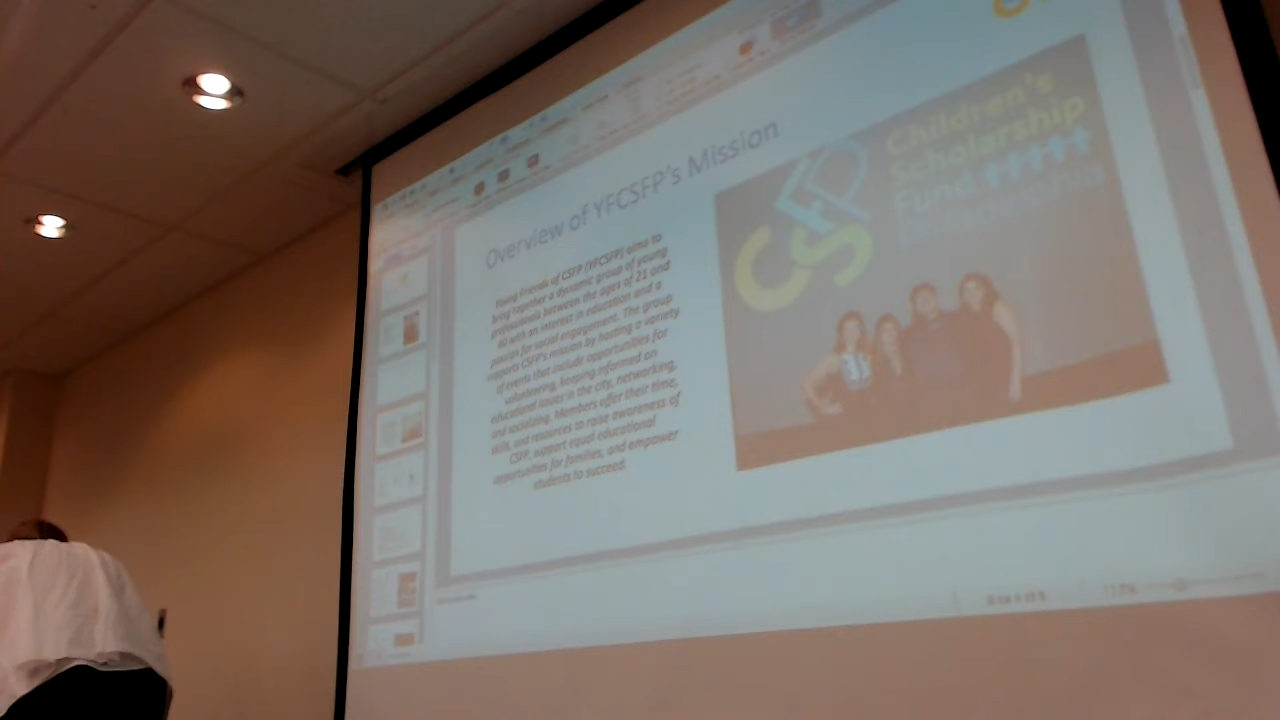 Overview of YFCSFP's Mission
Young Friends of CSFP (YFCSFP) aims to
bring together a dynamic group of young
professionals between the ages of 21 and
40 with an interest in education and a
passion for social engagement. The group
supports CSFP's mission by hosting a variety
of events that include opportunities for
volunteering, keeping informed on
educational issues in the city, networking,
and socializing. Members offer their time,
skills, and resources to raise awareness of
CSFP, support equal educational
opportunities for families, and empower
students to succeed.
CSFP
Children's
Scholarship
Fund
Philadelphia